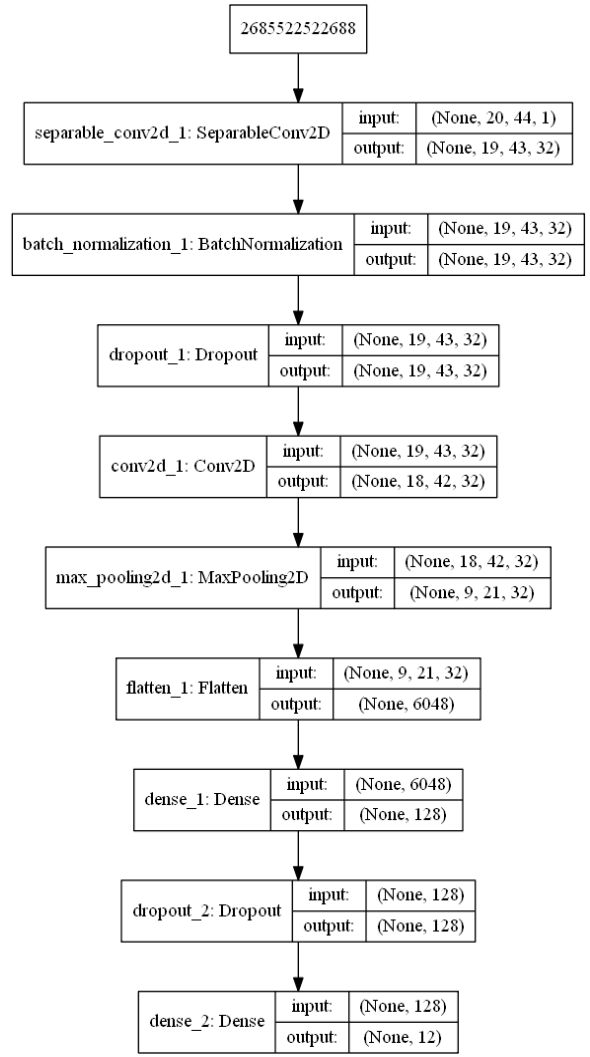 2685522522688
separable_conv2d_1: SeparableConv2D
input: (None, 20, 44, 1)
output: (None, 19, 43, 32)
batch_normalization_1: BatchNormalization
input: (None, 19, 43, 32)
output: (None, 19, 43, 32)
dropout_1: Dropout
input: (None, 19, 43, 32)
output: (None, 19, 43, 32)
conv2d_1: Conv2D
input: (None, 19, 43, 32)
output: (None, 18, 42, 32)
max_pooling2d_1: MaxPooling2D
input: (None, 18, 42, 32)
output: (None, 9, 21, 32)
flatten_1: Flatten
input: (None, 9, 21, 32)
output: (None, 6048)
dense_1: Dense
input: (None, 6048)
output: (None, 128)
dropout_2: Dropout
input: (None, 128)
output: (None, 128)
dense_2: Dense
input: (None, 128)
output: (None, 12)